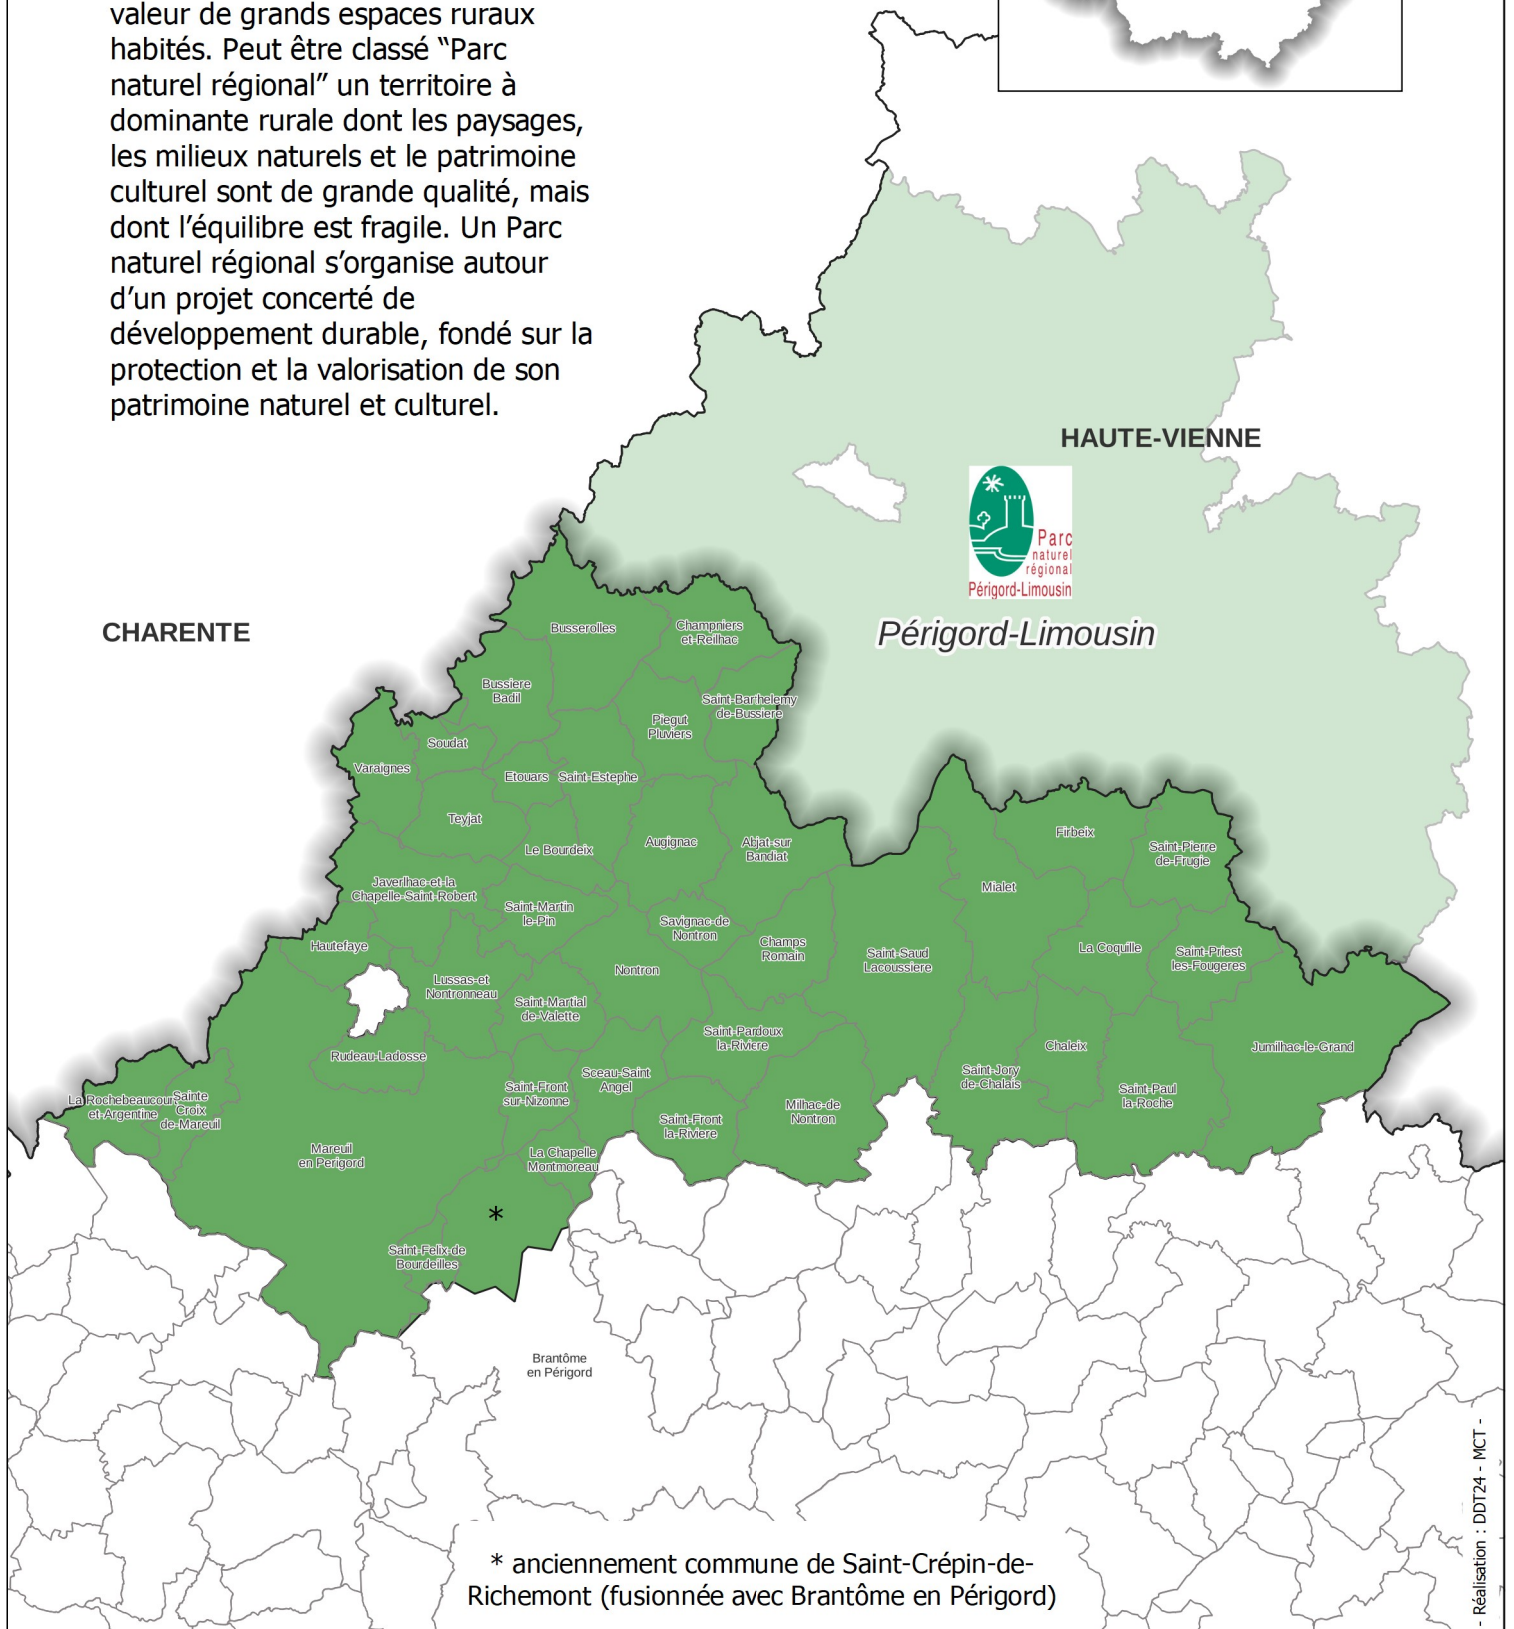 valeur de grands espaces ruraux
habités. Peut être classé “Parc
naturel régional” un territoire à
dominante rurale dont les paysages,
les milieux naturels et le patrimoine
culturel sont de grande qualité, mais
dont l’équilibre est fragile. Un Parc
naturel régional s’organise autour
d’un projet concerté de
développement durable, fondé sur la
protection et la valorisation de son
patrimoine naturel et culturel.
HAUTE-VIENNE
Parc
naturel
régional
Périgord-Limousin
Périgord-Limousin
CHARENTE
Busserolles
Champniers
et-Reilhac
Bussiere
Badil
Saint-Barthelemy
de-Bussiere
Piegut
Pluviers
Soudat
Varaignes
Etouars
Saint-Estephe
Teyjat
Le Bourdeix
Augignac
Abjat-sur
Bandiat
Firbeix
Saint-Pierre
de-Frugie
Javerlhac-et-la
Chapelle-Saint-Robert
Mialet
Saint-Martin
le-Pin
Savignac-de
Nontron
Champs
Romain
Hautefaye
La Coquille
Saint-Priest
les-Fougeres
Saint-Saud
Lacoussiere
Nontron
Lussas-et
Nontronneau
Saint-Martial
de-Valette
Saint-Pardoux
la-Riviere
Rudeau-Ladosse
Chaleix
Jumilhac-le-Grand
Sceau-Saint
Angel
Saint-Jory
de-Chalais
Saint-Front
sur-Nizonne
Saint-Paul
la-Roche
La Rochebeaucour
et-Argentine
Sainte
Croix
de-Mareuil
Milhac-de
Nontron
Saint-Front
la-Riviere
Mareuil
en Perigord
La Chapelle
Montmoreau
*
Saint-Felix-de
Bourdeilles
Brantôme
en Périgord
* anciennement commune de Saint-Crépin-de-
Richemont (fusionnée avec Brantôme en Périgord)
- Réalisation : DDT24 - MCT -